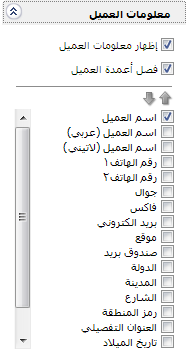 معلومات العميل
إظهار معلومات العميل
فصل أعمدة العميل
اسم العميل
اسم العميل (عربي)
اسم العميل (لاتيني)
رقم الهاتف١
رقم الهاتف٢
جوال
فاكس
بريد الكتروني
موقع
صندوق بريد
الدولة
المدينة
الشارع
رمز المنطقة
العنوان التفصيلي
تاريخ الميلاد